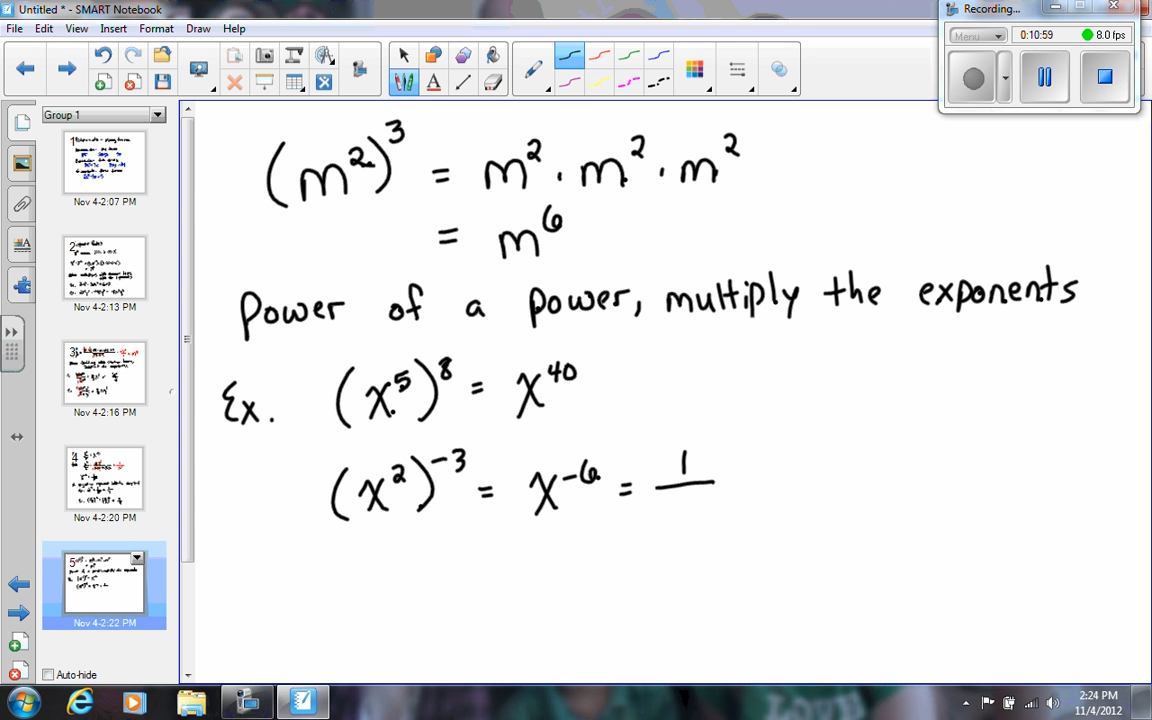 Untitled * - SMART Notebook
Recording...
File Edit View Insert Format Draw Help
Menu
0:10:59
8.0 fps
Group 1
Nov 4-2:07 PM
Nov 4-2:13 PM
Nov 4-2:16 PM
Nov 4-2:20 PM
Nov 4-2:22 PM
Auto-hide
(m²)³ = m² · m² · m²
= m⁶
Power of a power, multiply the exponents
Ex. (x⁵)⁸ = x⁴⁰
(x²)⁻³ = x⁻⁶ = 1/
2:24 PM
11/4/2012